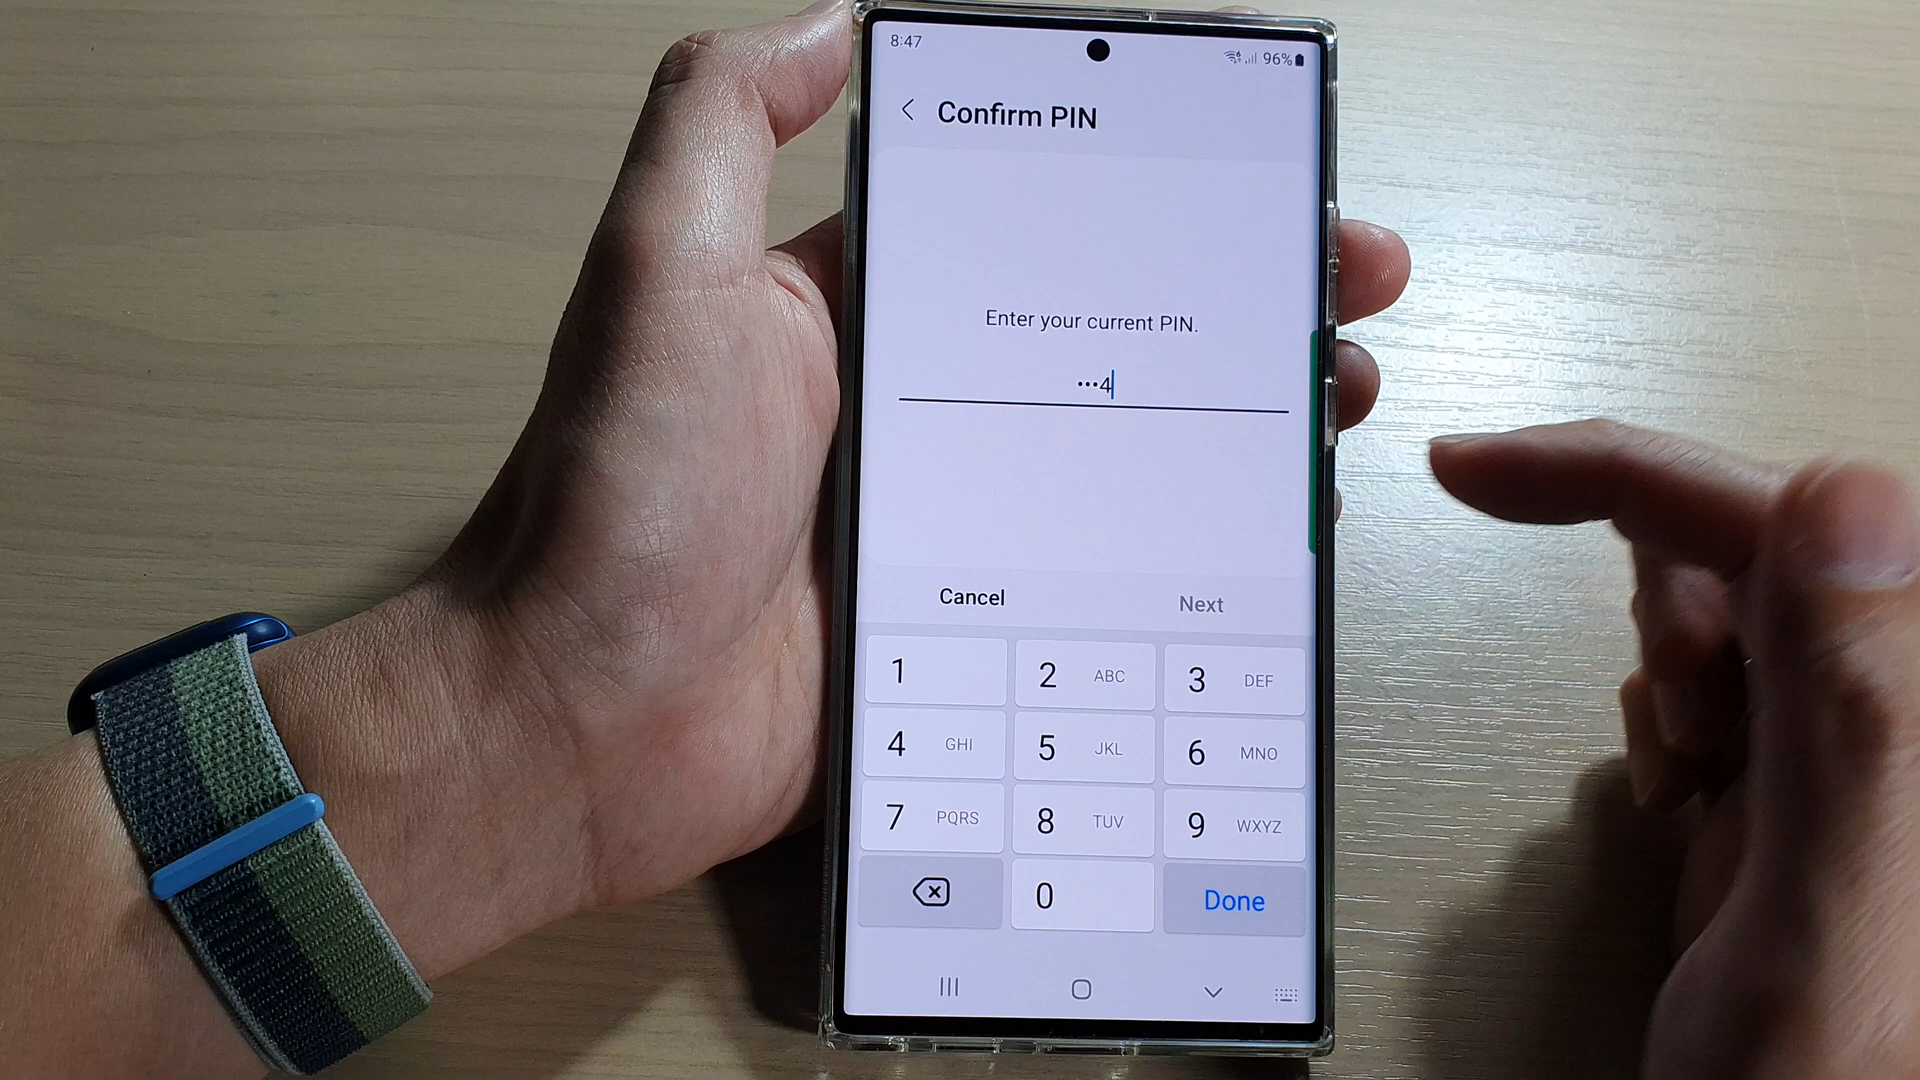 8:47
96%
Confirm PIN
Enter your current PIN.
•••4
Cancel Next
1 2 ABC 3 DEF
4 GHI 5 JKL 6 MNO
7 PQRS 8 TUV 9 WXYZ
0 Done